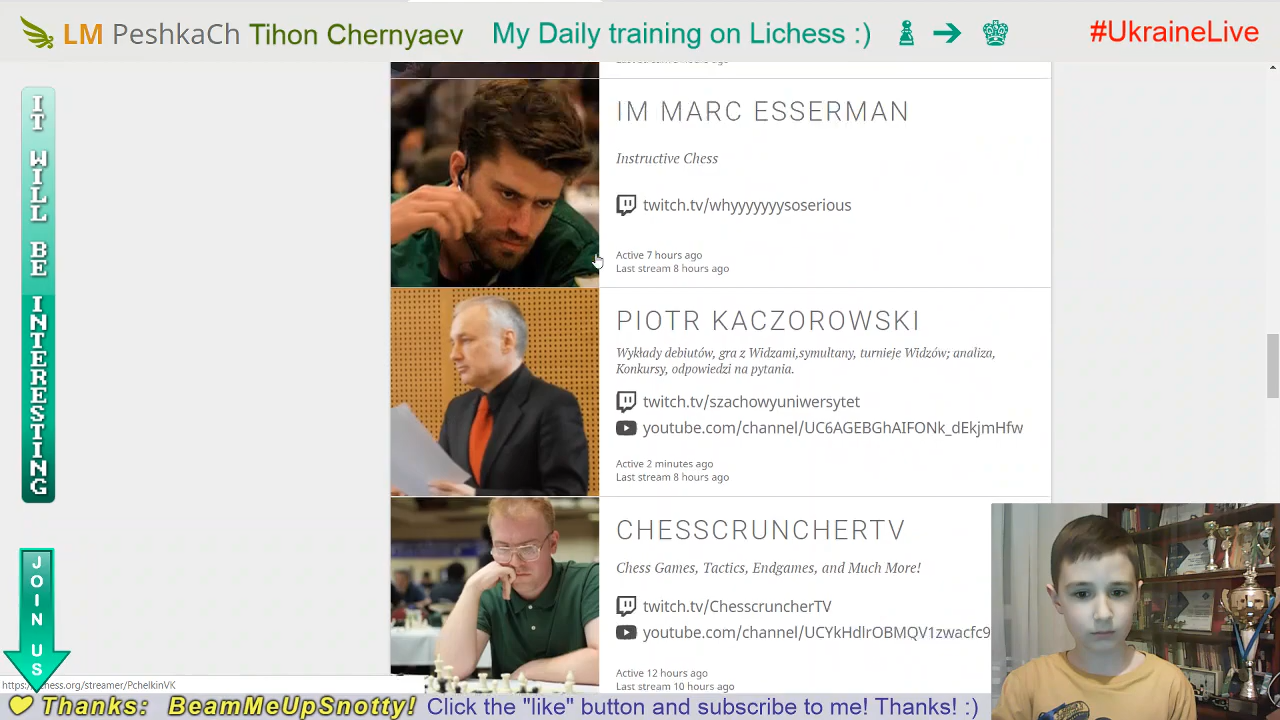 LM PeshkaCh Tihon Chernyaev
My Daily training on Lichess :)
#UkraineLive
IT WILL BE INTERESTING
IM MARC ESSERMAN
Instructive Chess
twitch.tv/whyyyyyyysoserious
Active 7 hours ago
Last stream 8 hours ago
PIOTR KACZOROWSKI
Wykłady debiutów, gra z Widzami,symultany, turnieje Widzów; analiza,
Konkursy, odpowiedzi na pytania.
twitch.tv/szachowyuniwersytet
youtube.com/channel/UC6AGEBGhAIFONk_dEkjmHfw
Active 2 minutes ago
Last stream 8 hours ago
CHESSCRUNCHERTV
Chess Games, Tactics, Endgames, and Much More!
twitch.tv/ChesscruncherTV
youtube.com/channel/UCYkHdlrOBMQV1zwacfc9
Active 12 hours ago
Last stream 10 hours ago
JOIN US
Thanks: BeamMeUpSnotty!
Click the "like" button and subscribe to me! Thanks! :)